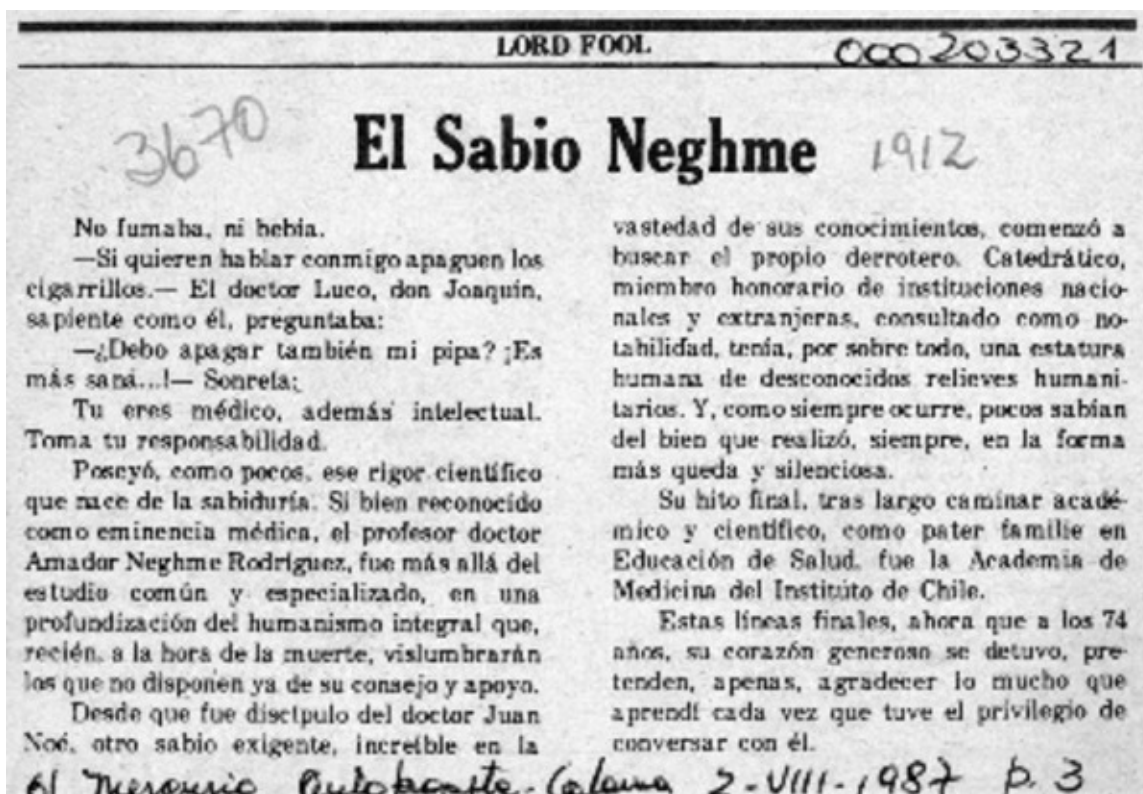 LORD FOOL
000203321
3670
El Sabio Neghme
1912
No fumaba, ni bebía.
—Si quieren hablar conmigo apaguen los
cigarrillos.— El doctor Luco, don Joaquín,
sapiente como él, preguntaba:
—¿Debo apagar también mi pipa? ¡Es
más sana...!— Sonreía;
Tu eres médico, además intelectual.
Toma tu responsabilidad.
Poseyó, como pocos, ese rigor científico
que nace de la sabiduría. Si bien reconocido
como eminencia médica, el profesor doctor
Amador Neghme Rodríguez, fue más allá del
estudio común y especializado, en una
profundización del humanismo integral que,
recién, a la hora de la muerte, vislumbrarán
los que no disponen ya de su consejo y apoyo.
Desde que fue discípulo del doctor Juan
Noé, otro sabio exigente, increíble en la
vastedad de sus conocimientos, comenzó a
buscar el propio derrotero. Catedrático,
miembro honorario de instituciones nacio-
nales y extranjeras, consultado como no-
tabilidad, tenía, por sobre todo, una estatura
humana de desconocidos relieves humani-
tarios. Y, como siempre ocurre, pocos sabían
del bien que realizó, siempre, en la forma
más queda y silenciosa.
Su hito final, tras largo caminar acadé-
mico y científico, como pater familie en
Educación de Salud, fue la Academia de
Medicina del Instituto de Chile.
Estas líneas finales, ahora que a los 74
años, su corazón generoso se detuvo, pre-
tenden, apenas, agradecer lo mucho que
aprendí cada vez que tuve el privilegio de
conversar con él.
El Mercurio Antofagasta-Calama 2-VIII-1987 p. 3